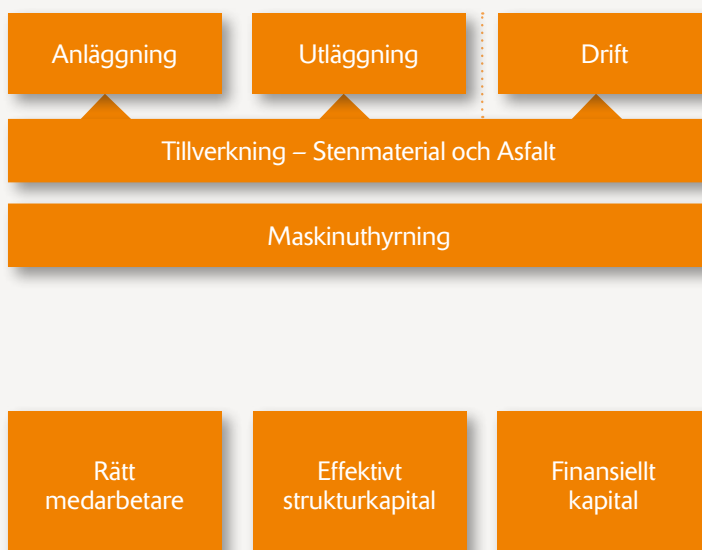 Anläggning
Utläggning
Drift
Tillverkning – Stenmaterial och Asfalt
Maskinuthyrning
Rätt
medarbetare
Effektivt
strukturkapital
Finansiellt
kapital